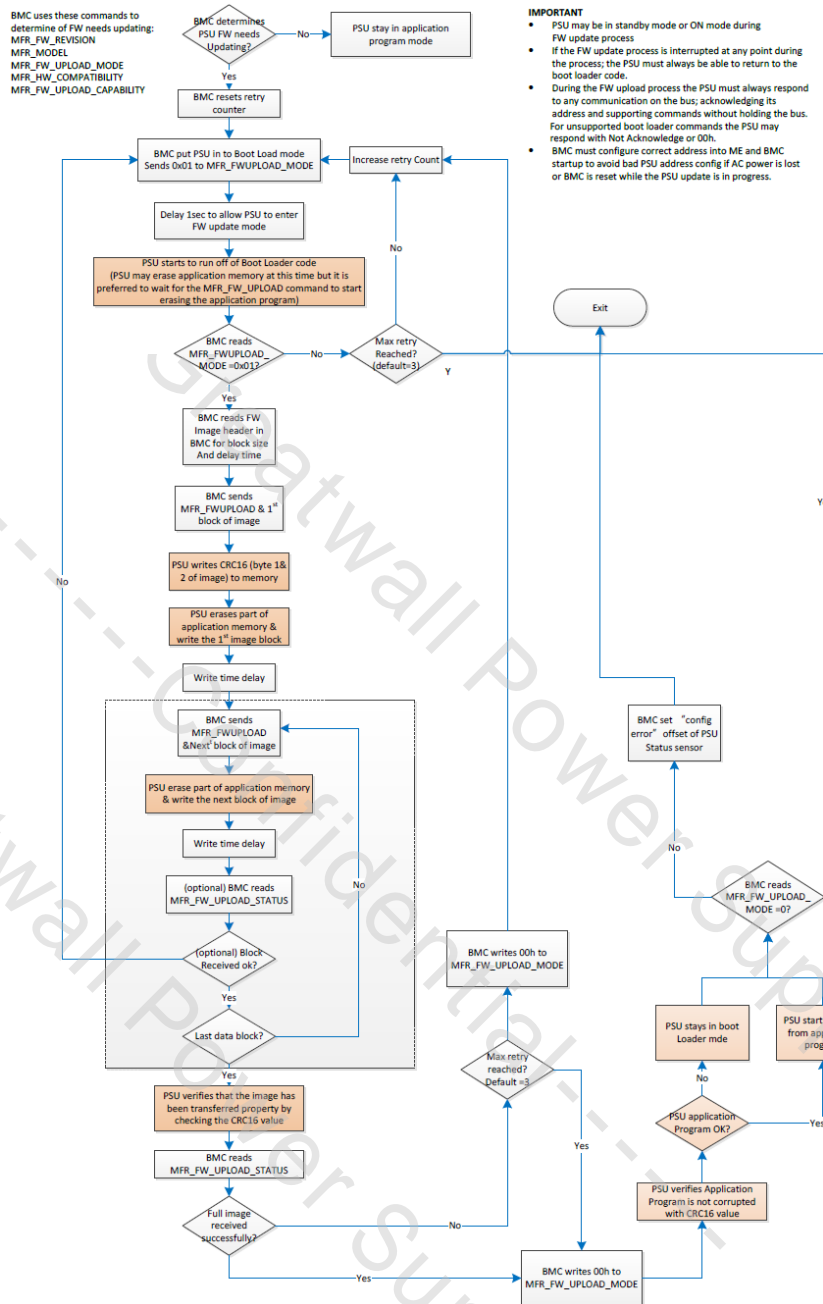 BMC uses these commands to
determine of FW needs updating:
MFR_FW_REVISION
MFR_MODEL
MFR_FW_UPLOAD_MODE
MFR_HW_COMPATIBILITY
MFR_FW_UPLOAD_CAPABILITY
BMC determines
PSU FW needs
Updating?
No
PSU stay in application
program mode
IMPORTANT
• PSU may be in standby mode or ON mode during
FW update process
• If the FW update process is interrupted at any point during
the process; the PSU must always be able to return to the
boot loader code.
• During the FW upload process the PSU must always respond
to any communication on the bus; acknowledging its
address and supporting commands without holding the bus.
For unsupported boot loader commands the PSU may
respond with Not Acknowledge or 00h.
• BMC must configure correct address into ME and BMC
startup to avoid bad PSU address config if AC power is lost
or BMC is reset while the PSU update is in progress.
Yes
BMC resets retry
counter
BMC put PSU in to Boot Load mode
Sends 0x01 to MFR_FWUPLOAD_MODE
Increase retry Count
Delay 1sec to allow PSU to enter
FW update mode
No
PSU starts to run off of Boot Loader code
(PSU may erase application memory at this time but it is
preferred to wait for the MFR_FW_UPLOAD command to start
erasing the application program)
Exit
BMC reads
MFR_FWUPLOAD_
MODE =0x01?
No
Max retry
Reached?
(default=3)
Y
Yes
BMC reads FW
Image header in
BMC for block size
And delay time
BMC sends
MFR_FWUPLOAD & 1st
block of image
PSU writes CRC16 (byte 1&
2 of image) to memory
No
PSU erases part of
application memory &
write the 1st image block
Write time delay
BMC sends
MFR_FWUPLOAD
&Next block of image
BMC set “config
error” offset of PSU
Status sensor
PSU erase part of application memory
& write the next block of image
Write time delay
No
No
(optional) BMC reads
MFR_FW_UPLOAD_STATUS
BMC reads
MFR_FW_UPLOAD_
MODE =0?
(optional) Block
Received ok?
BMC writes 00h to
MFR_FW_UPLOAD_MODE
Yes
Last data block?
PSU stays in boot
Loader mde
PSU start
from app
prog
Yes
Max retry
reached?
Default =3
No
PSU verifies that the image has
been transferred property by
checking the CRC16 value
PSU application
Program OK?
Yes
Yes
BMC reads
MFR_FW_UPLOAD_STATUS
PSU verifies Application
Program is not corrupted
with CRC16 value
Full image
received
successfully?
No
Yes
BMC writes 00h to
MFR_FW_UPLOAD_MODE
Greatwall Power Sup
Confidential
atwall Power Sup